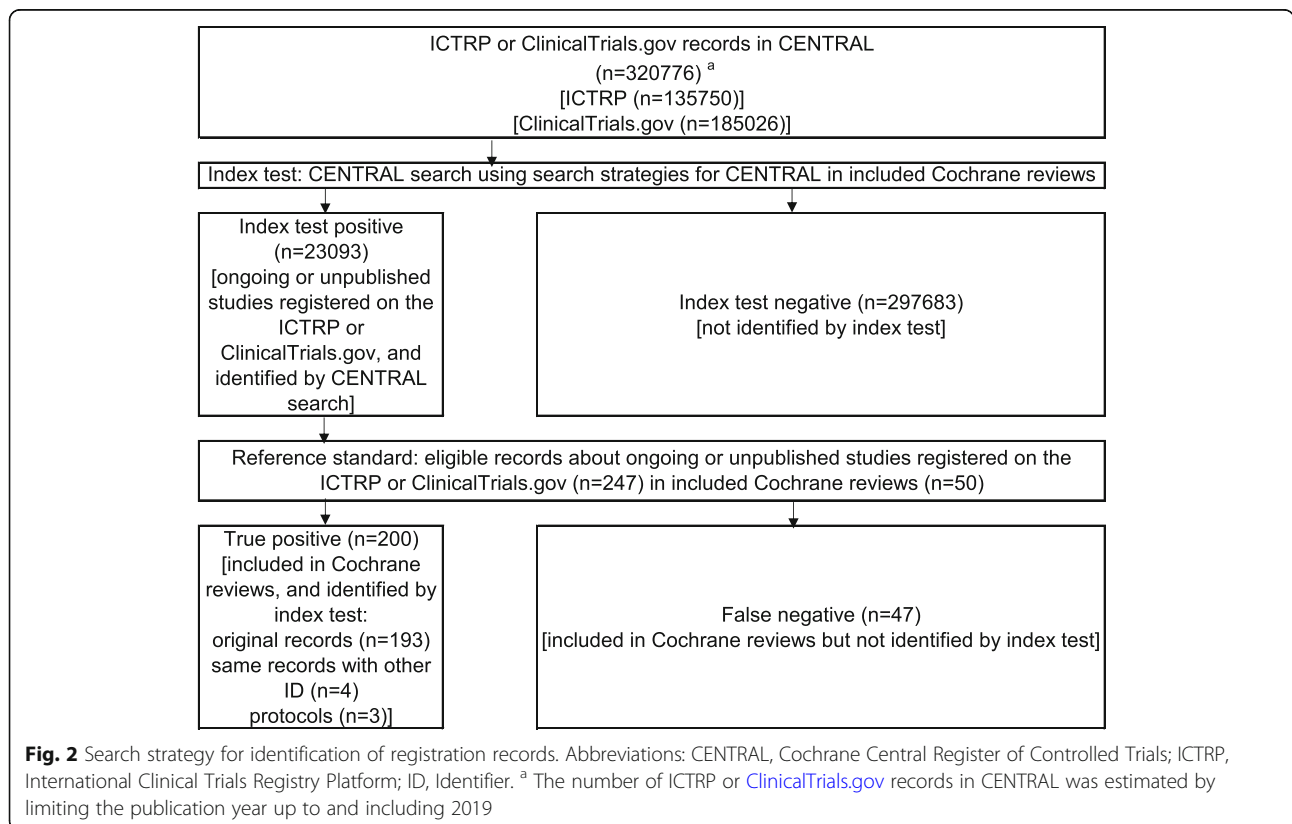 ICTRP or ClinicalTrials.gov records in CENTRAL
(n=320776) a
[ICTRP (n=135750)]
[ClinicalTrials.gov (n=185026)]
Index test: CENTRAL search using search strategies for CENTRAL in included Cochrane reviews
Index test positive
(n=23093)
[ongoing or unpublished
studies registered on the
ICTRP or
ClinicalTrials.gov, and
identified by CENTRAL
search]
Index test negative (n=297683)
[not identified by index test]
Reference standard: eligible records about ongoing or unpublished studies registered on the
ICTRP or ClinicalTrials.gov (n=247) in included Cochrane reviews (n=50)
True positive (n=200)
[included in Cochrane
reviews, and identified by
index test:
original records (n=193)
same records with other
ID (n=4)
protocols (n=3)]
False negative (n=47)
[included in Cochrane reviews but not identified by index test]
Fig. 2 Search strategy for identification of registration records. Abbreviations: CENTRAL, Cochrane Central Register of Controlled Trials; ICTRP,
International Clinical Trials Registry Platform; ID, Identifier. a The number of ICTRP or ClinicalTrials.gov records in CENTRAL was estimated by
limiting the publication year up to and including 2019